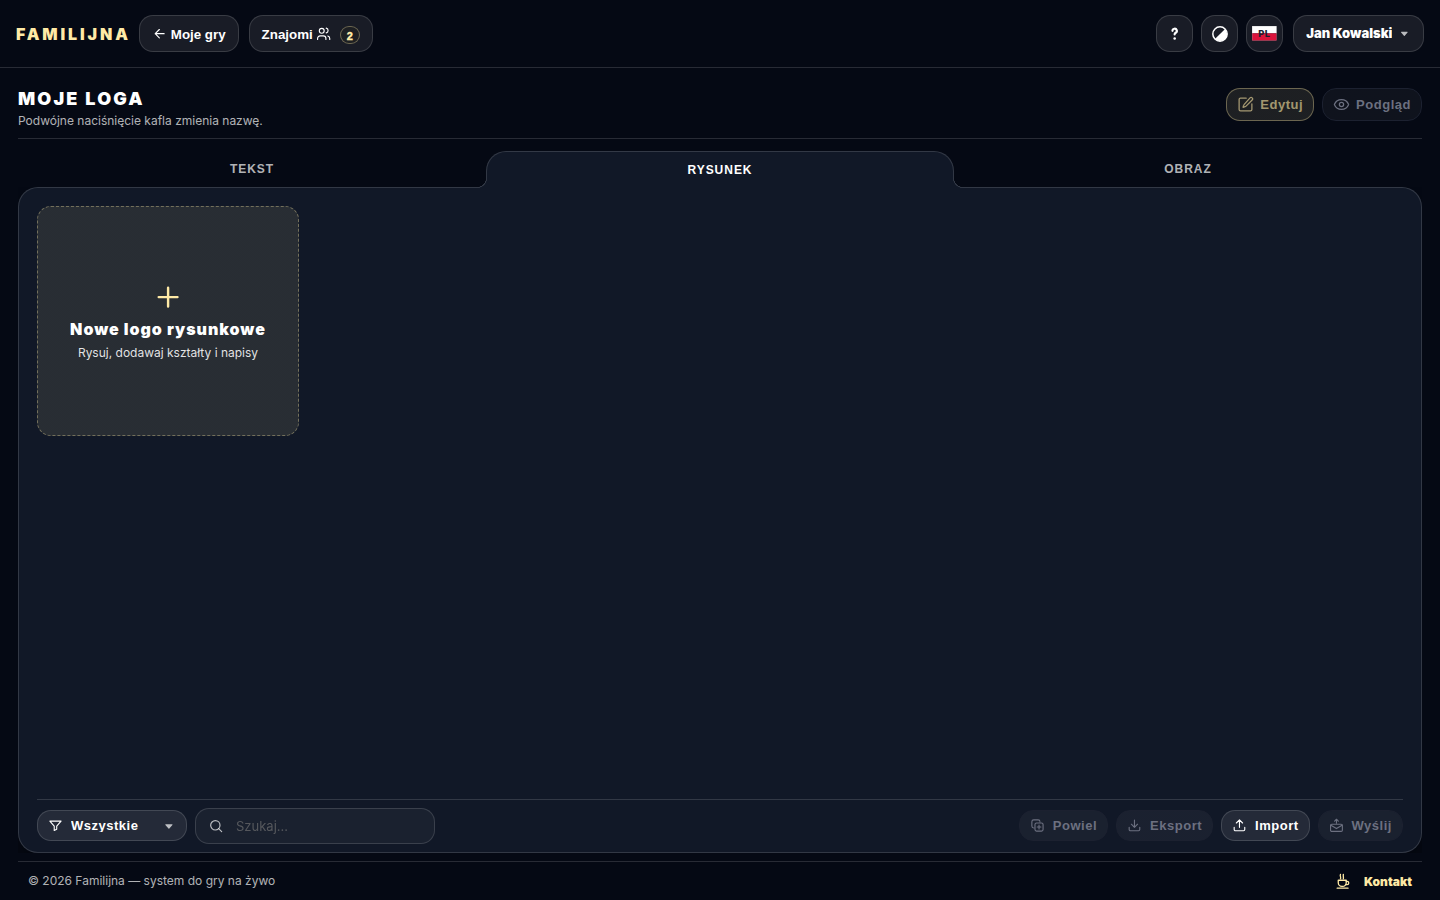 FAMILIJNA
Moje gry
Znajomi 2
?
PL
Jan Kowalski
MOJE LOGA
Podwójne naciśnięcie kafla zmienia nazwę.
Edytuj
Podgląd
TEKST
RYSUNEK
OBRAZ
Nowe logo rysunkowe
Rysuj, dodawaj kształty i napisy
Wszystkie
Szukaj...
Powiel
Eksport
Import
Wyślij
© 2026 Familijna — system do gry na żywo
Kontakt